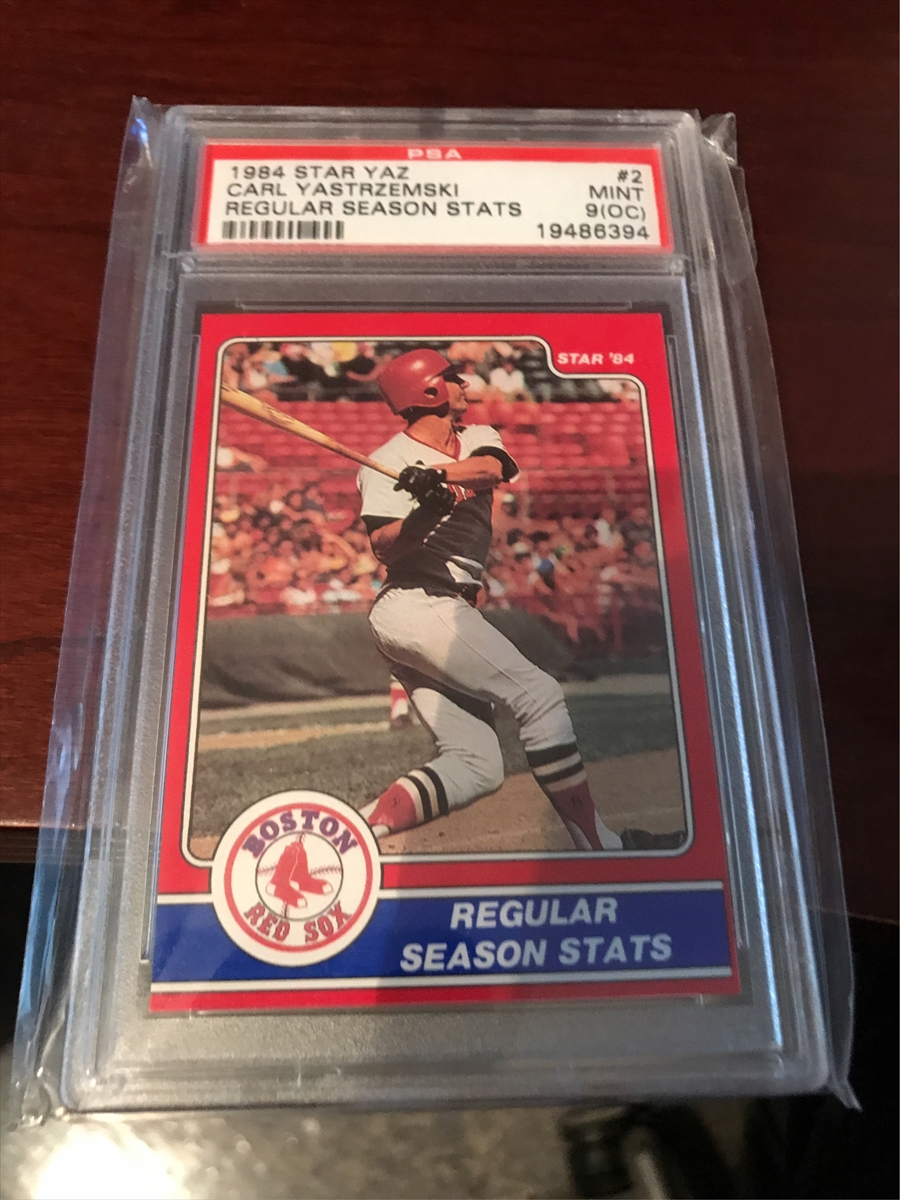 PSA
1984 STAR YAZ #2
CARL YASTRZEMSKI MINT
REGULAR SEASON STATS 9(OC)
19486394
STAR '84
BOSTON
RED SOX
REGULAR
SEASON STATS